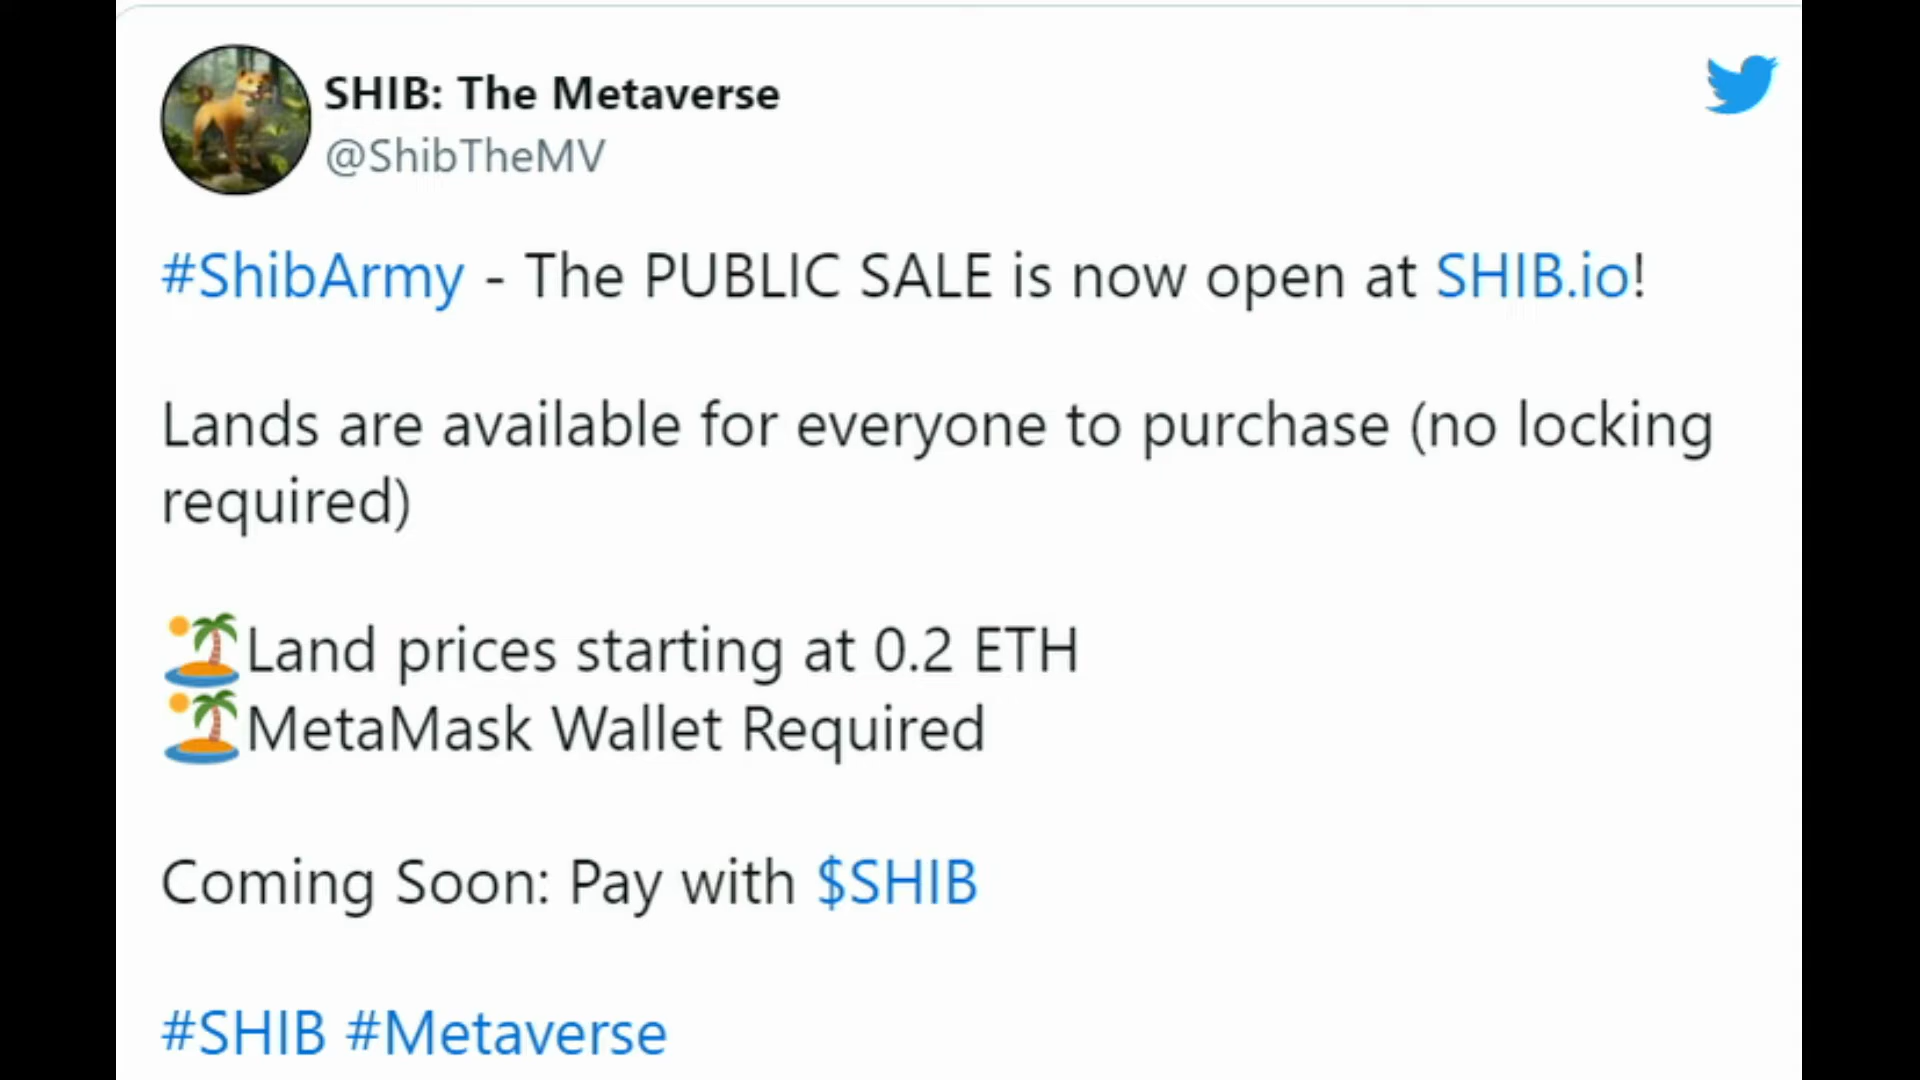 SHIB: The Metaverse
@ShibTheMV
#ShibArmy - The PUBLIC SALE is now open at SHIB.io!
Lands are available for everyone to purchase (no locking
required)
🏝Land prices starting at 0.2 ETH
🏝MetaMask Wallet Required
Coming Soon: Pay with $SHIB
#SHIB #Metaverse